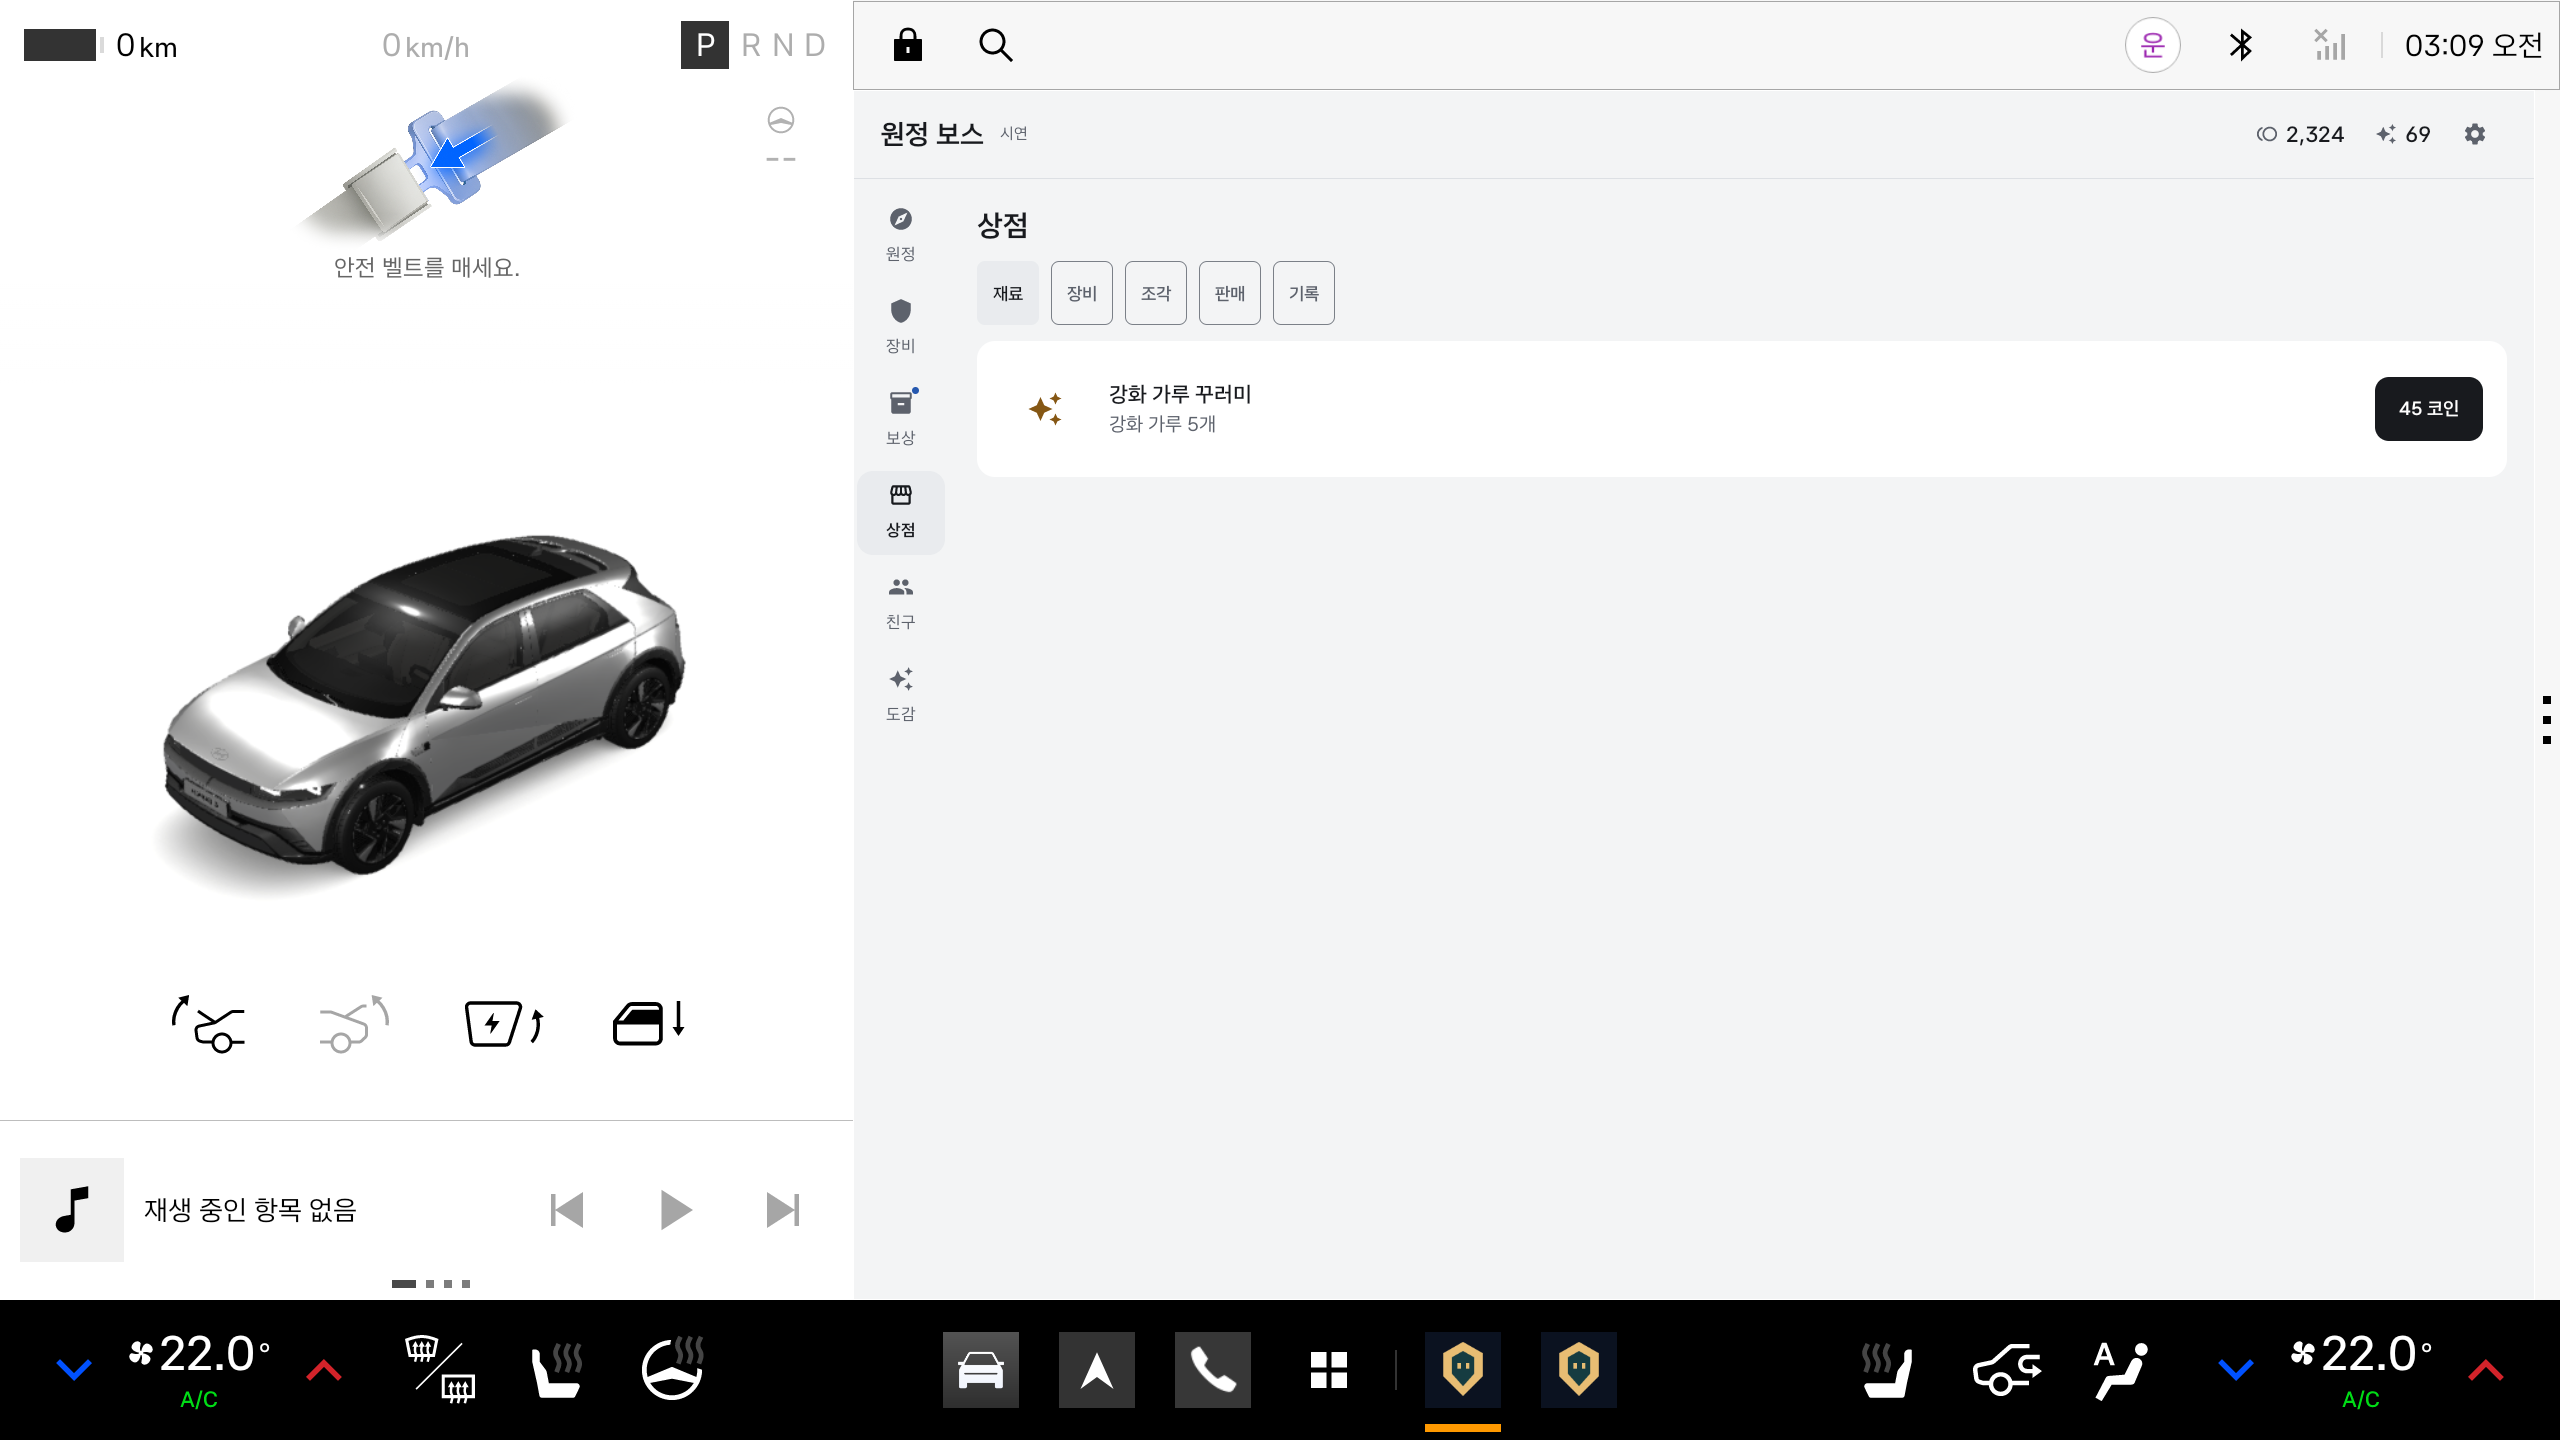 0 km
0 km/h
P R N D
03:09 오전
운
안전 벨트를 매세요.
원정 보스 시연
2,324
69
원정
장비
보상
상점
친구
도감
상점
재료
장비
조각
판매
기록
강화 가루 꾸러미
강화 가루 5개
45 코인
재생 중인 항목 없음
22.0°
A/C
A
22.0°
A/C